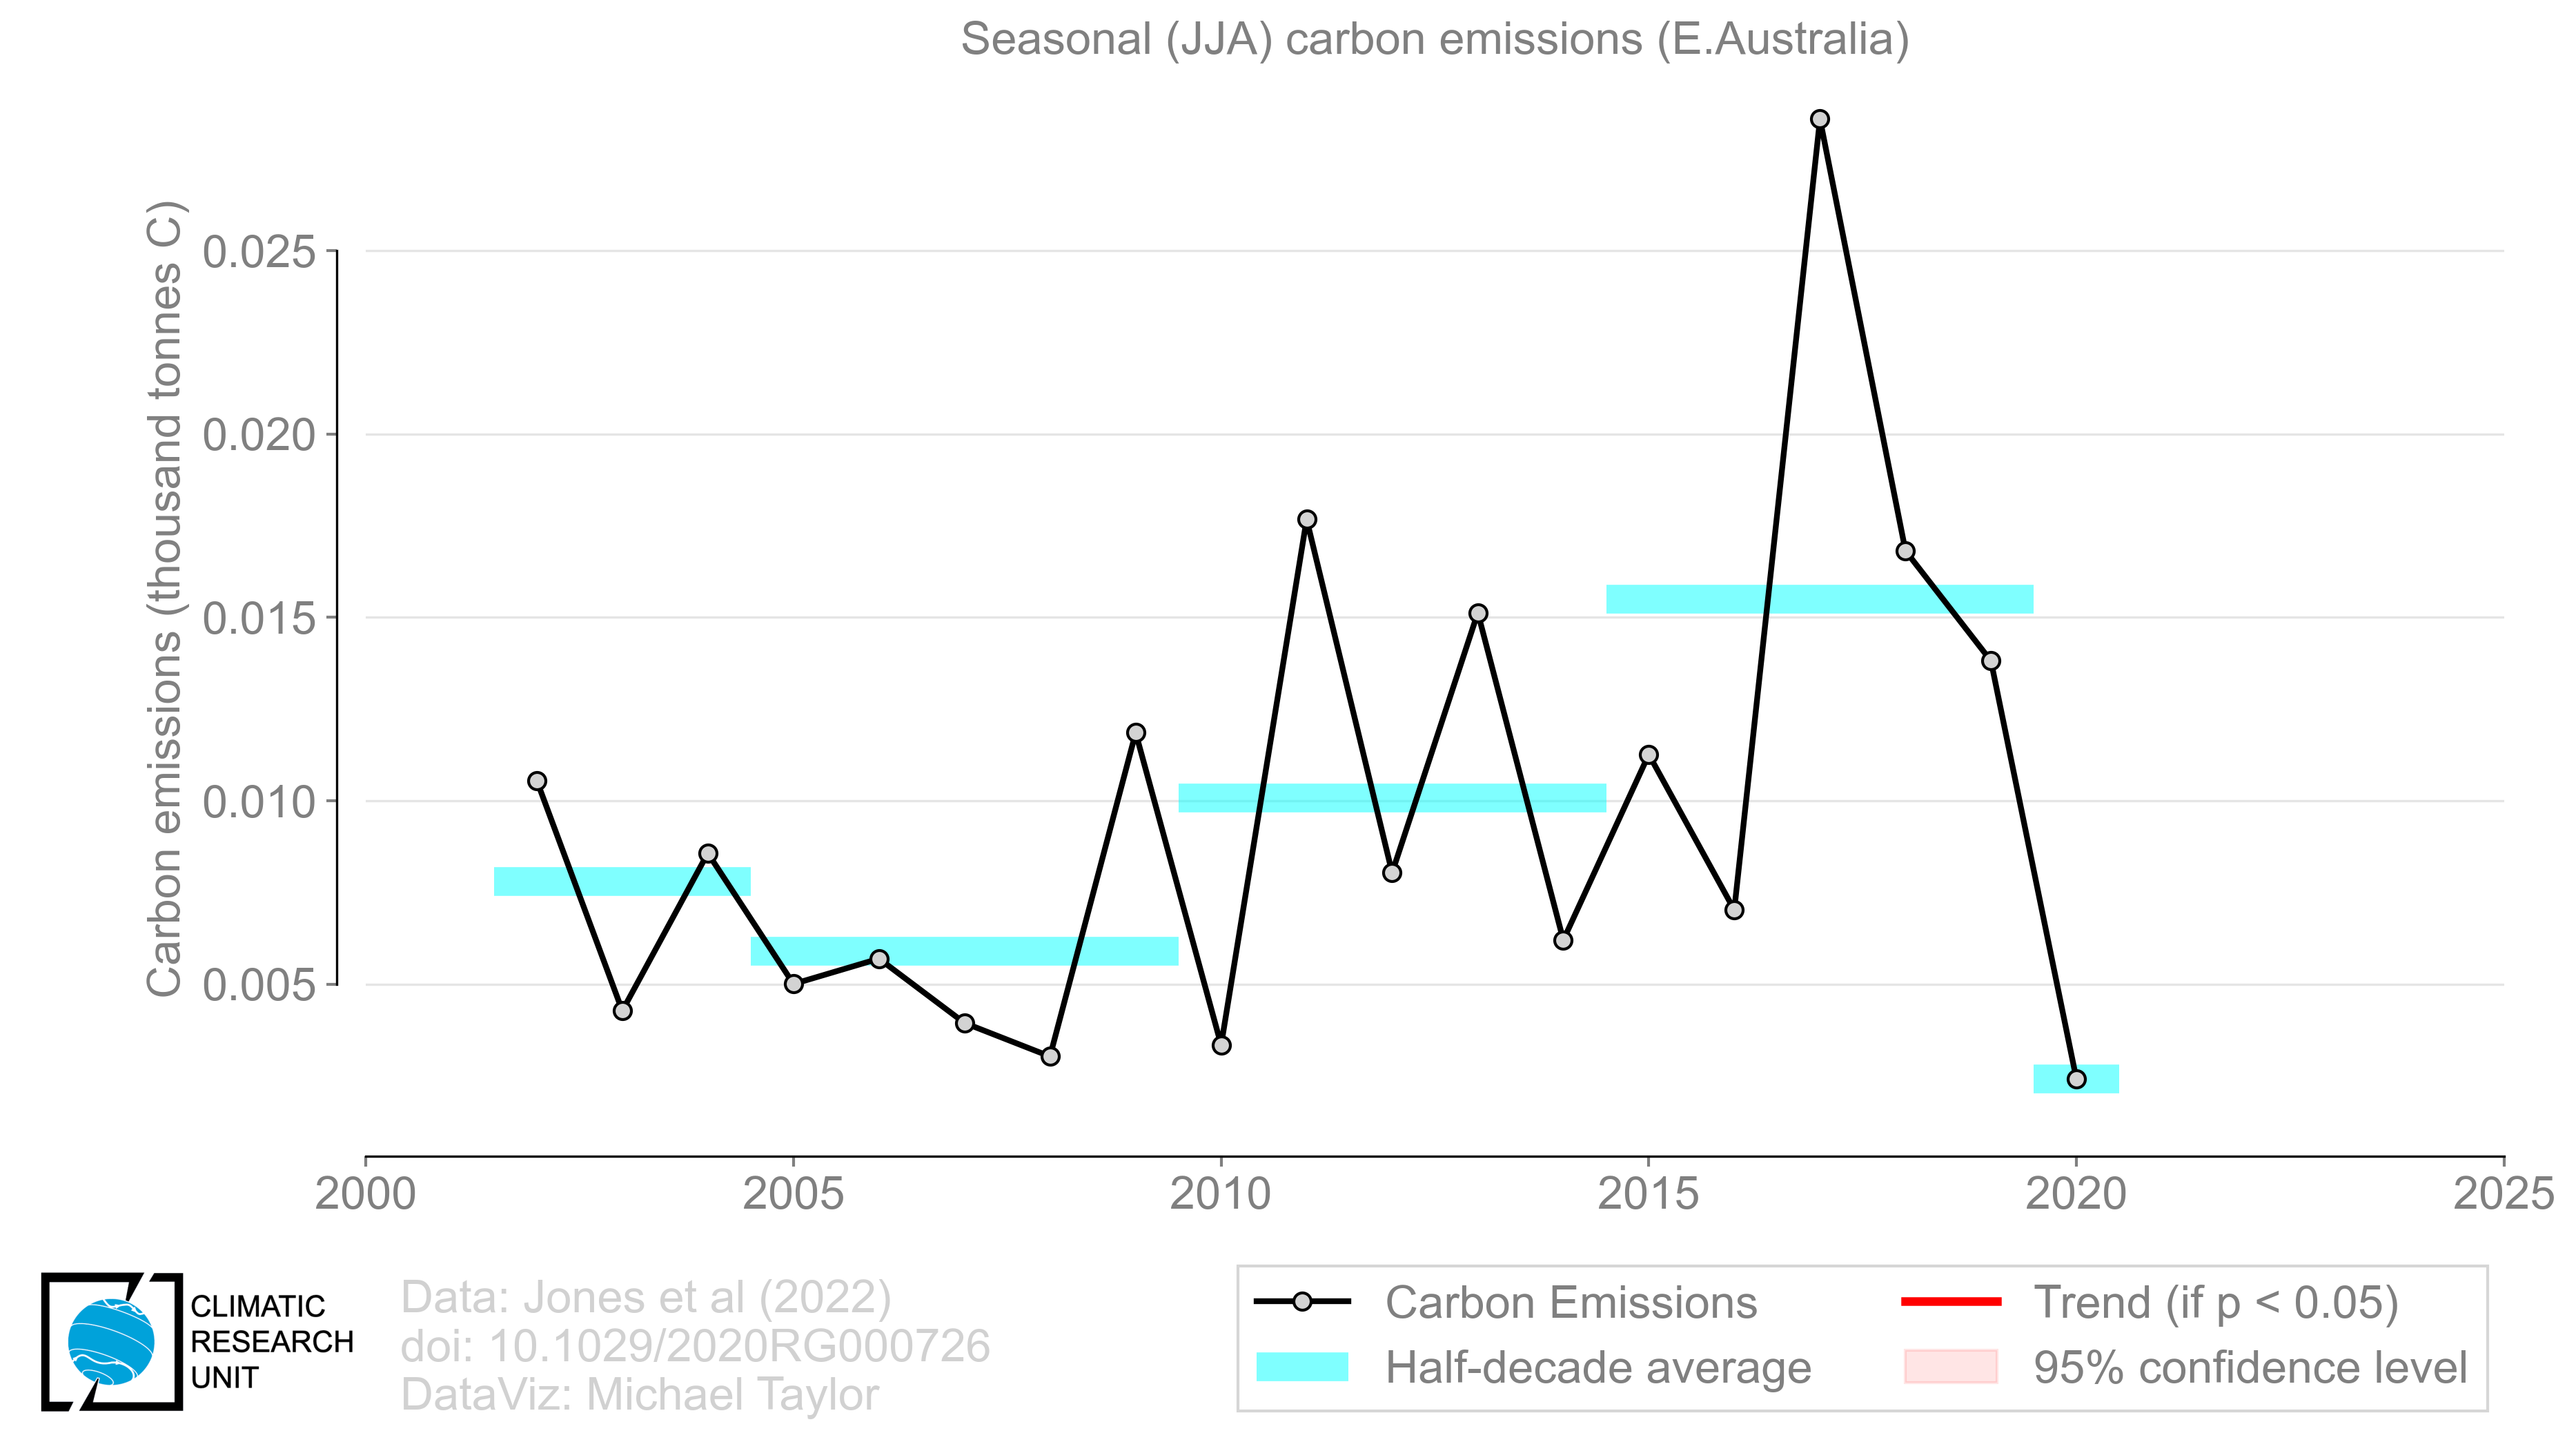 Seasonal (JJA) carbon emissions (E.Australia)
Carbon emissions (thousand tonnes C)
0.025
0.020
0.015
0.010
0.005
2000 2005 2010 2015 2020 2025
CLIMATIC
RESEARCH
UNIT
Data: Jones et al (2022)
doi: 10.1029/2020RG000726
DataViz: Michael Taylor
Carbon Emissions
Half-decade average
Trend (if p < 0.05)
95% confidence level